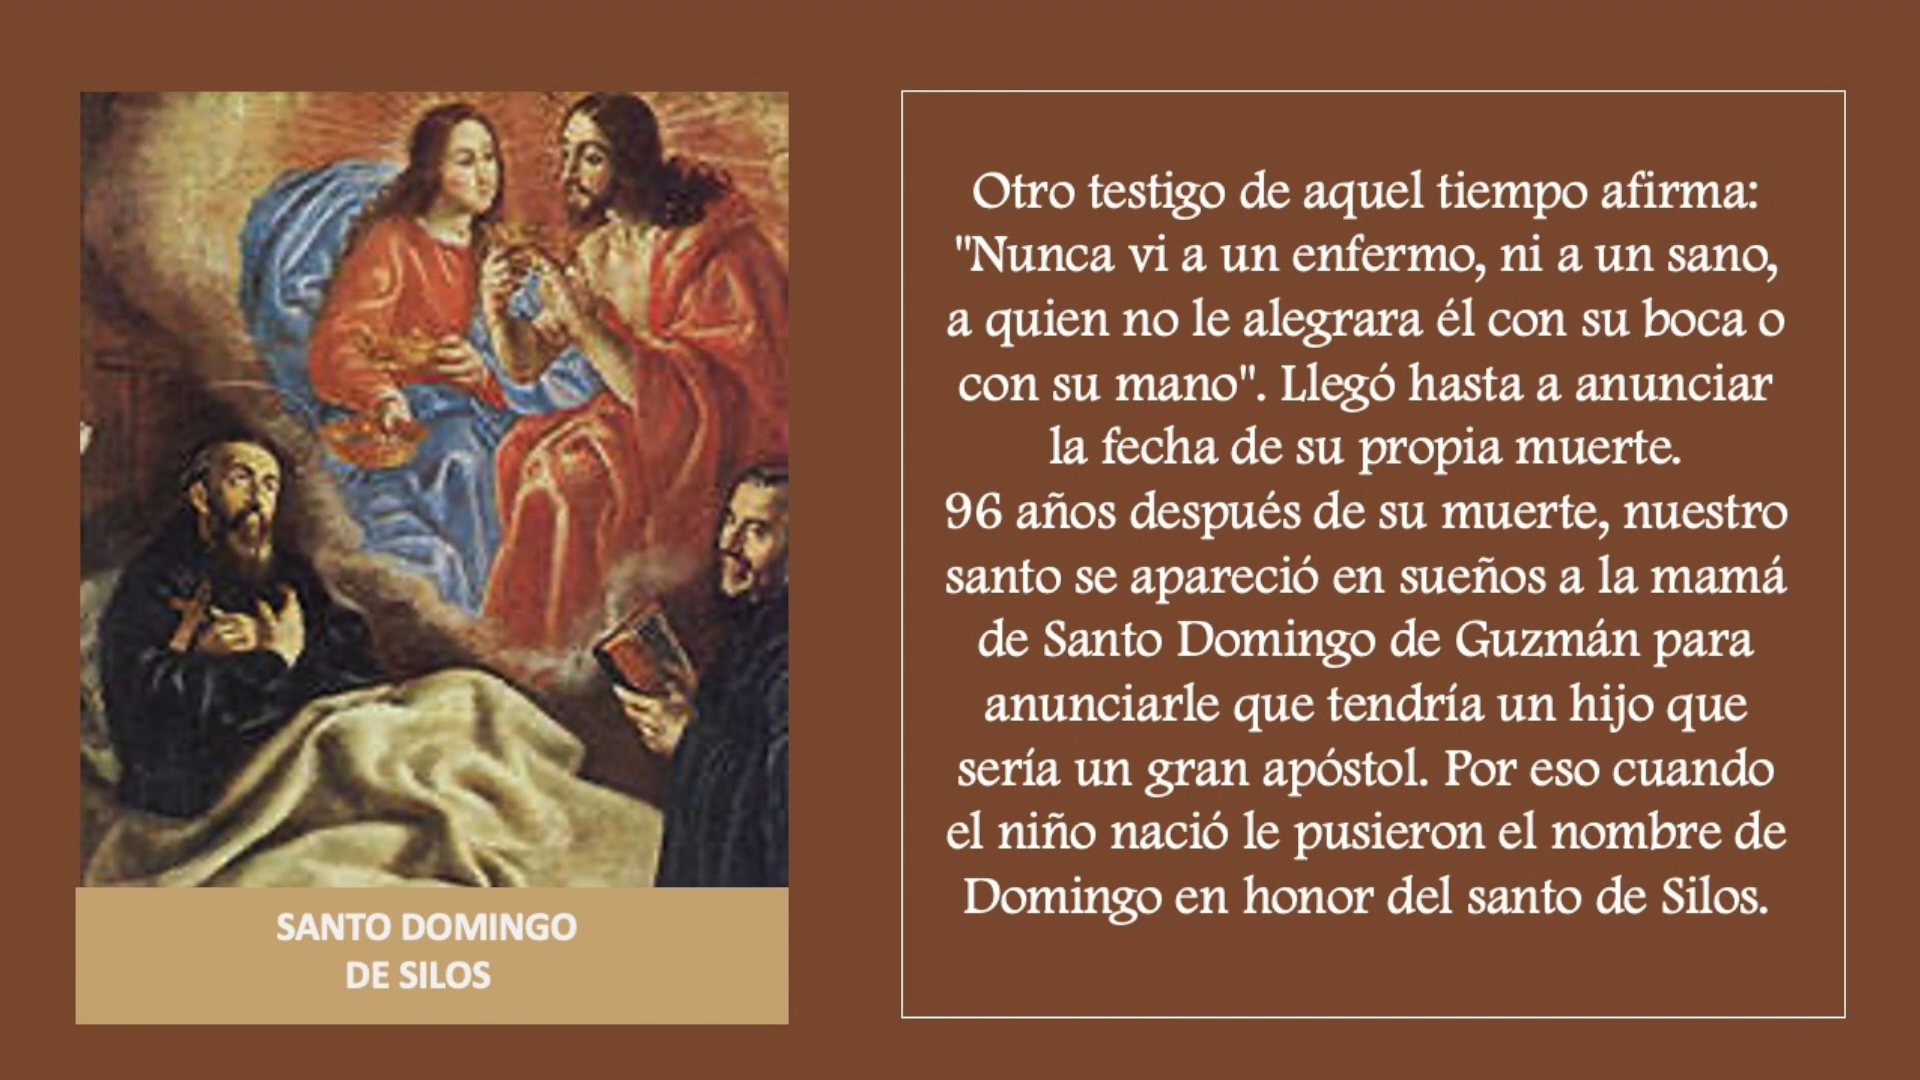 Otro testigo de aquel tiempo afirma:
"Nunca vi a un enfermo, ni a un sano,
a quien no le alegrara él con su boca o
con su mano". Llegó hasta a anunciar
la fecha de su propia muerte.
96 años después de su muerte, nuestro
santo se apareció en sueños a la mamá
de Santo Domingo de Guzmán para
anunciarle que tendría un hijo que
sería un gran apóstol. Por eso cuando
el niño nació le pusieron el nombre de
Domingo en honor del santo de Silos.
SANTO DOMINGO
DE SILOS